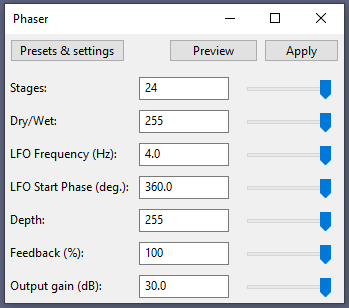 Phaser
Presets & settings Preview Apply
Stages: 24
Dry/Wet: 255
LFO Frequency (Hz): 4.0
LFO Start Phase (deg.): 360.0
Depth: 255
Feedback (%): 100
Output gain (dB): 30.0